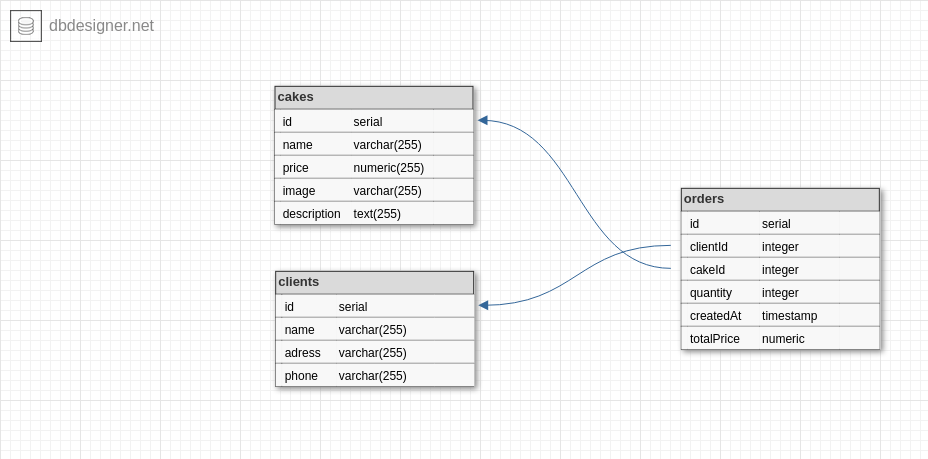 dbdesigner.net
cakes
id serial
name varchar(255)
price numeric(255)
image varchar(255)
description text(255)
clients
id serial
name varchar(255)
adress varchar(255)
phone varchar(255)
orders
id serial
clientId integer
cakeId integer
quantity integer
createdAt timestamp
totalPrice numeric